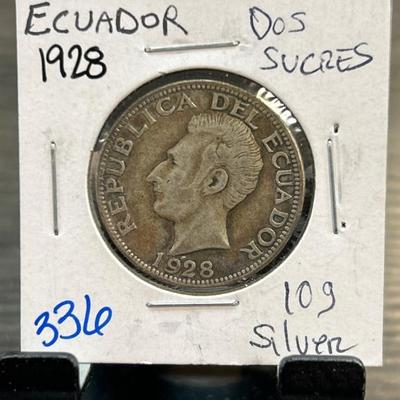 ECUADOR
1928
DOS
SUCRES
REPUBLICA DEL ECUADOR
1928
336
10g
Silver